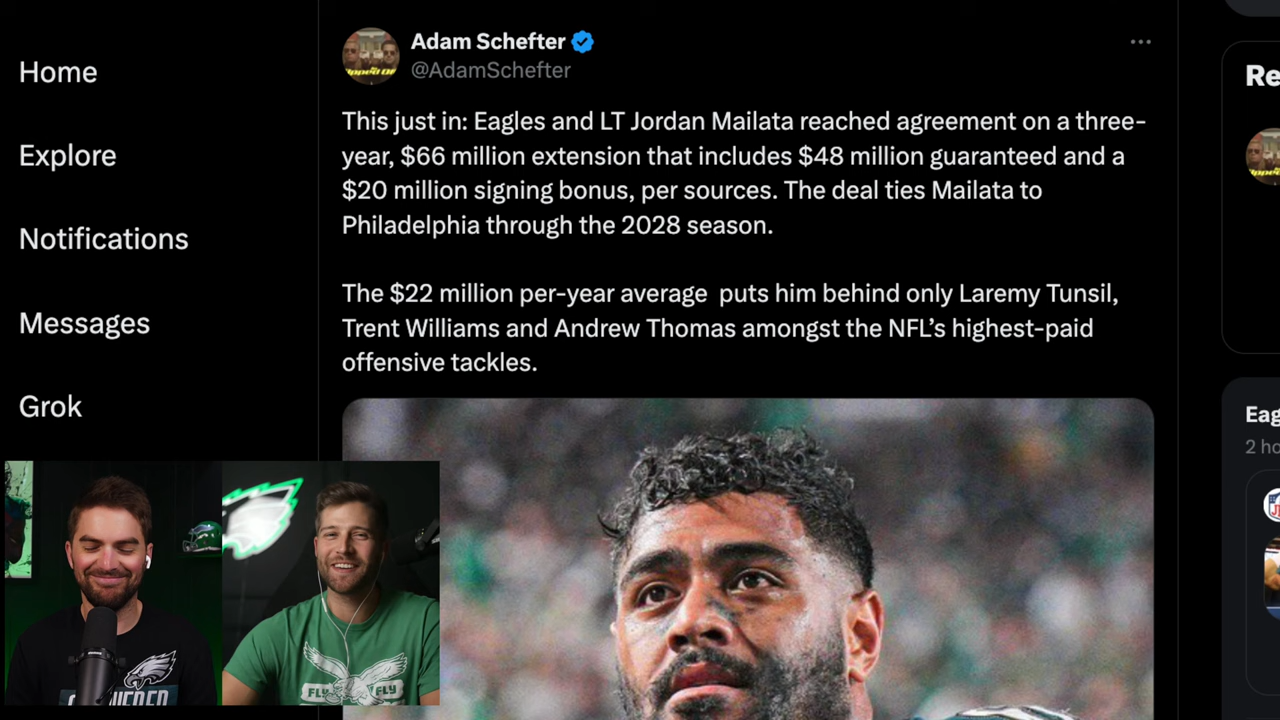 Home
Explore
Notifications
Messages
Grok
Adam Schefter
@AdamSchefter
This just in: Eagles and LT Jordan Mailata reached agreement on a three-
year, $66 million extension that includes $48 million guaranteed and a
$20 million signing bonus, per sources. The deal ties Mailata to
Philadelphia through the 2028 season.
The $22 million per-year average  puts him behind only Laremy Tunsil,
Trent Williams and Andrew Thomas amongst the NFL’s highest-paid
offensive tackles.
Re
Eag
2 ho
FLY FLY